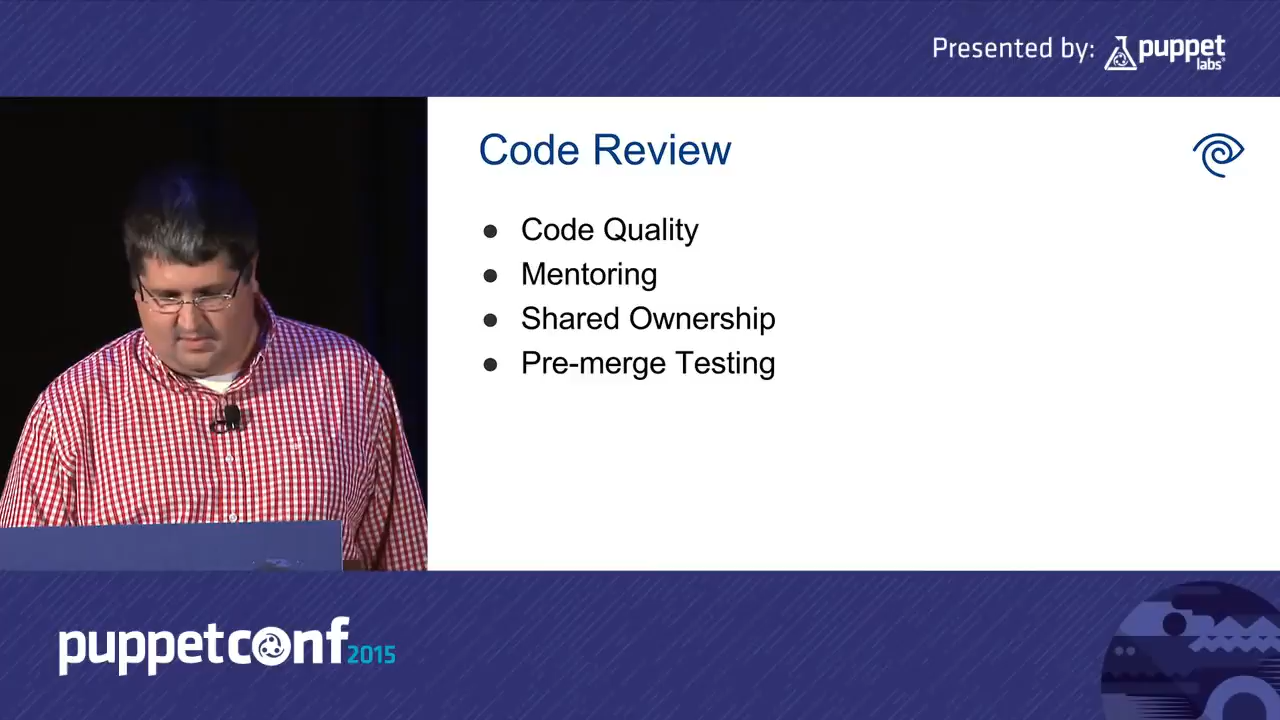 Presented by: puppet labs
Code Review
● Code Quality
● Mentoring
● Shared Ownership
● Pre-merge Testing
puppetconf 2015